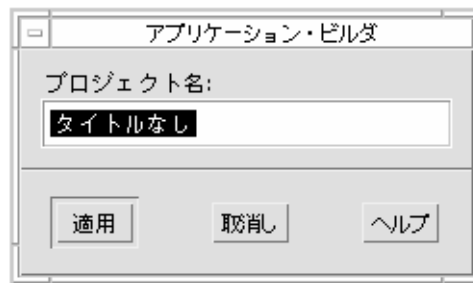 アプリケーション・ビルダ
プロジェクト名:
タイトルなし
適用 取消し ヘルプ